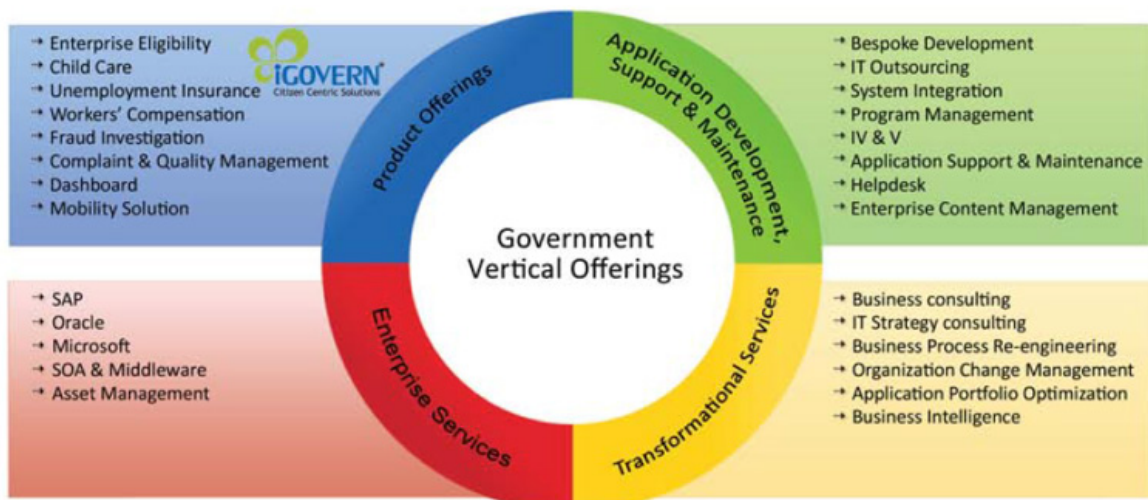 ➝ Enterprise Eligibility
➝ Child Care
➝ Unemployment Insurance
➝ Workers' Compensation
➝ Fraud Investigation
➝ Complaint & Quality Management
➝ Dashboard
➝ Mobility Solution
iGOVERN
Citizen Centric Solutions
Product Offerings
Application Development,
Support & Maintenance
➝ Bespoke Development
➝ IT Outsourcing
➝ System Integration
➝ Program Management
➝ IV & V
➝ Application Support & Maintenance
➝ Helpdesk
➝ Enterprise Content Management
Government
Vertical Offerings
➝ SAP
➝ Oracle
➝ Microsoft
➝ SOA & Middleware
➝ Asset Management
Enterprise Services
Transformational Services
➝ Business consulting
➝ IT Strategy consulting
➝ Business Process Re-engineering
➝ Organization Change Management
➝ Application Portfolio Optimization
➝ Business Intelligence